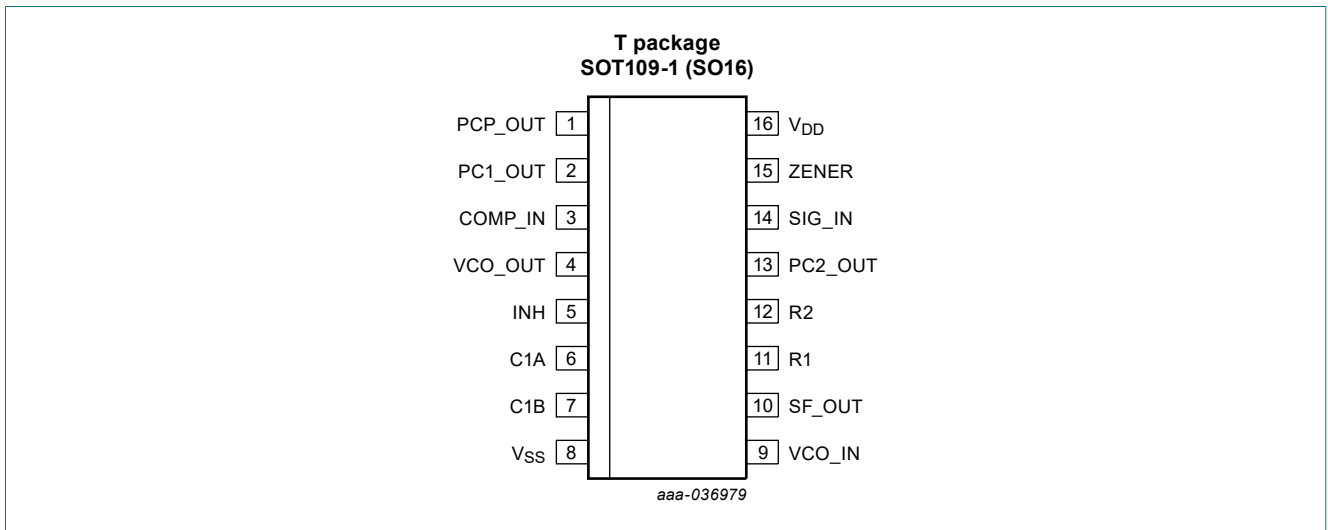 T package
SOT109-1 (SO16)
PCP_OUT 1
PC1_OUT 2
COMP_IN 3
VCO_OUT 4
INH 5
C1A 6
C1B 7
VSS 8
16 VDD
15 ZENER
14 SIG_IN
13 PC2_OUT
12 R2
11 R1
10 SF_OUT
9 VCO_IN
aaa-036979